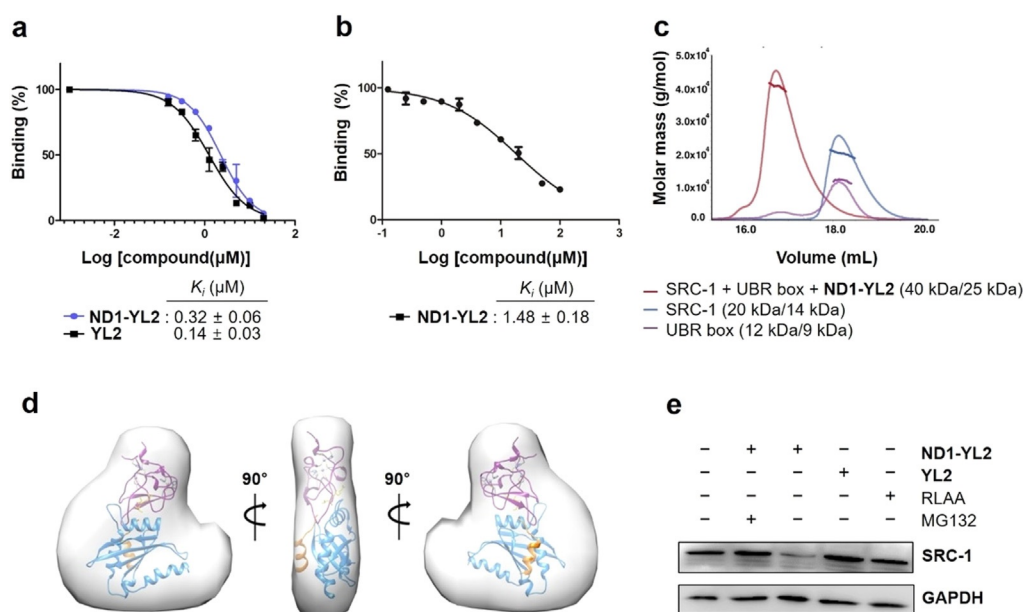 a
Binding (%)
100
50
0
-2
0
2
Log [compound(μM)]
Ki (μM)
ND1-YL2 : 0.32 ± 0.06
YL2 0.14 ± 0.03
b
Binding (%)
100
50
0
-1
0
1
2
3
Log [compound(μM)]
Ki (μM)
ND1-YL2 : 1.48 ± 0.18
c
Molar mass (g/mol)
5.0x10⁴
4.0x10⁴
3.0x10⁴
2.0x10⁴
1.0x10⁴
0.0
16.0
18.0
20.0
Volume (mL)
SRC-1 + UBR box + ND1-YL2 (40 kDa/25 kDa)
SRC-1 (20 kDa/14 kDa)
UBR box (12 kDa/9 kDa)
d
90°
90°
e
– + + – – ND1-YL2
– – – + – YL2
– – – – + RLAA
– + – – – MG132
SRC-1
GAPDH